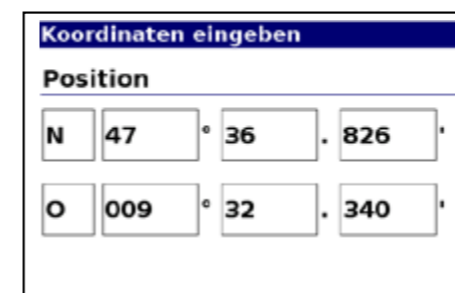 Koordinaten eingeben
Position
N 47 ° 36 . 826 '
O 009 ° 32 . 340 '